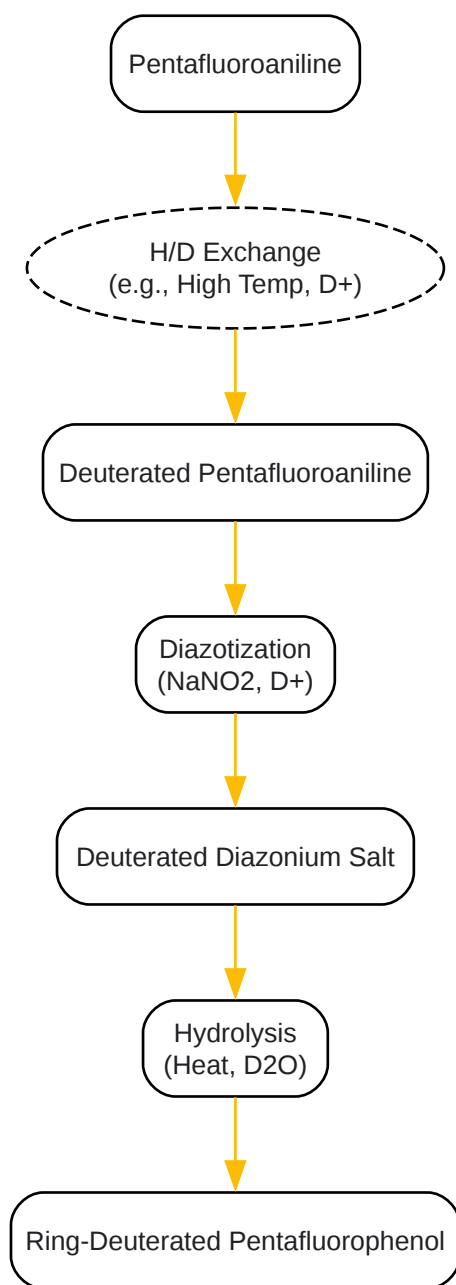 Pentafluoroaniline
H/D Exchange
(e.g., High Temp, D+)
Deuterated Pentafluoroaniline
Diazotization
(NaNO2, D+)
Deuterated Diazonium Salt
Hydrolysis
(Heat, D2O)
Ring-Deuterated Pentafluorophenol